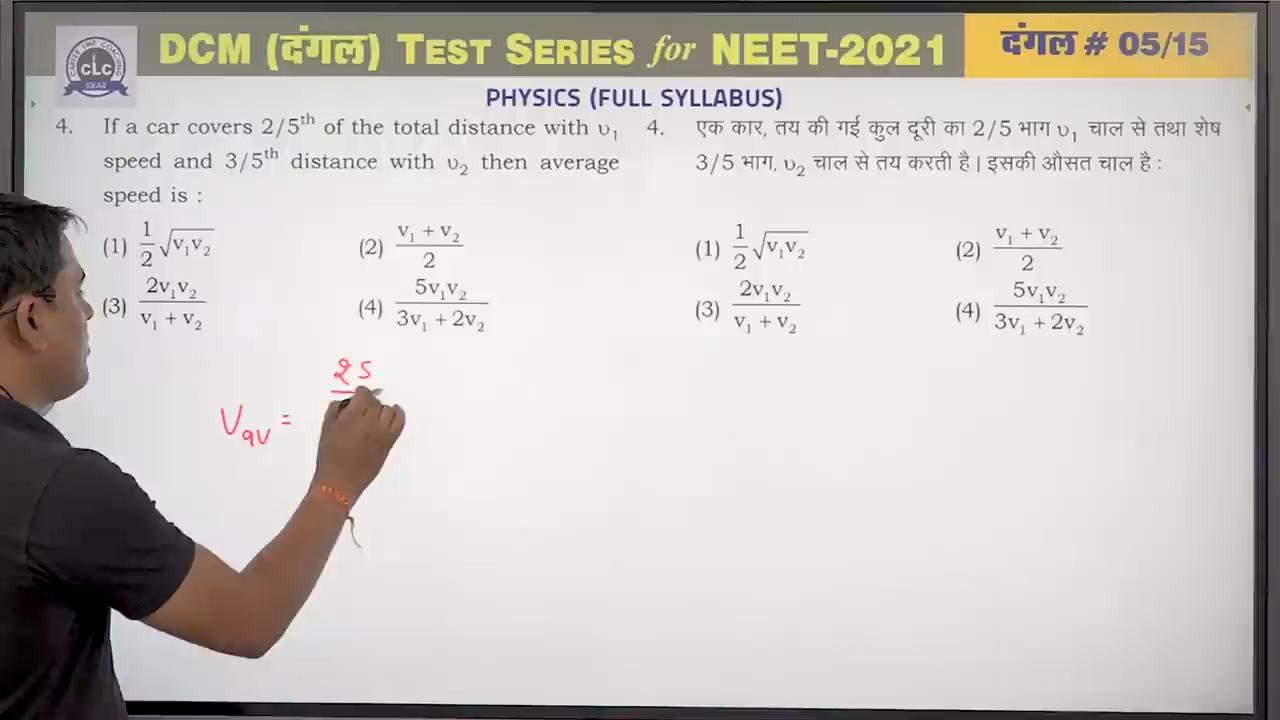 DCM (दंगल) TEST SERIES for NEET-2021
दंगल # 05/15
CLC
SIKAR
PHYSICS (FULL SYLLABUS)
4. If a car covers 2/5th of the total distance with υ1
speed and 3/5th distance with υ2 then average
speed is :
(1) 1/2 √v1v2 (2) (v1 + v2)/2
(3) 2v1v2/(v1 + v2) (4) 5v1v2/(3v1 + 2v2)
4. एक कार, तय की गई कुल दूरी का 2/5 भाग υ1 चाल से तथा शेष
3/5 भाग, υ2 चाल से तय करती है। इसकी औसत चाल है :
(1) 1/2 √v1v2 (2) (v1 + v2)/2
(3) 2v1v2/(v1 + v2) (4) 5v1v2/(3v1 + 2v2)
2 S
Vav =